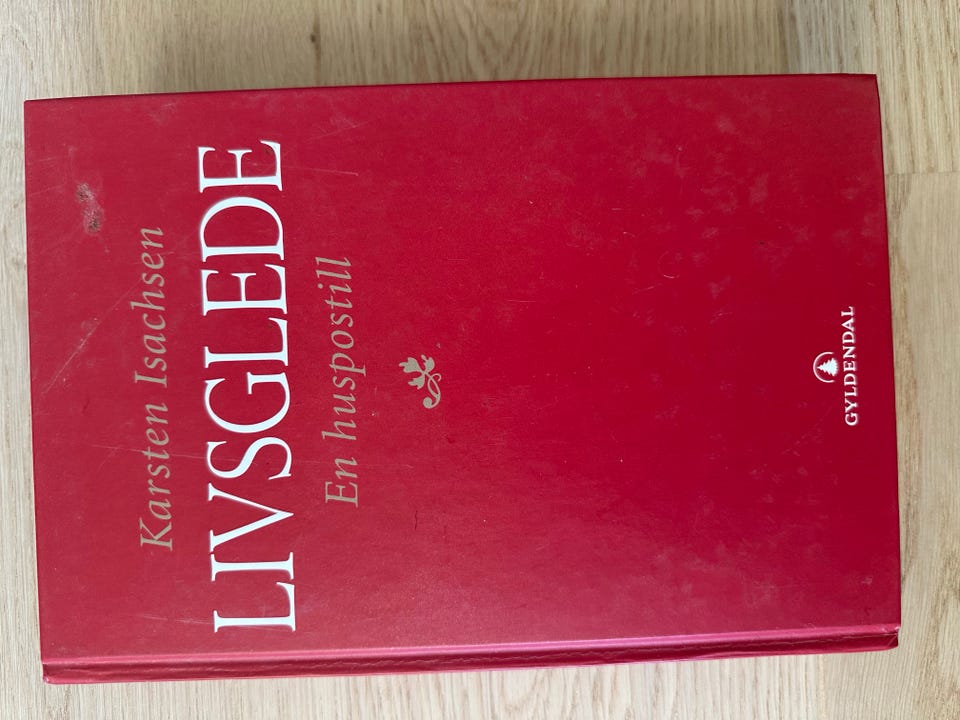 Karsten Isachsen
LIVSGLEDE
En huspostill
GYLDENDAL